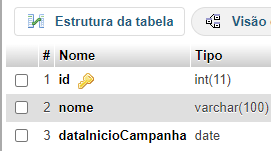 Estrutura da tabela Visão
# Nome Tipo
1 id int(11)
2 nome varchar(100)
3 dataInicioCampanha date